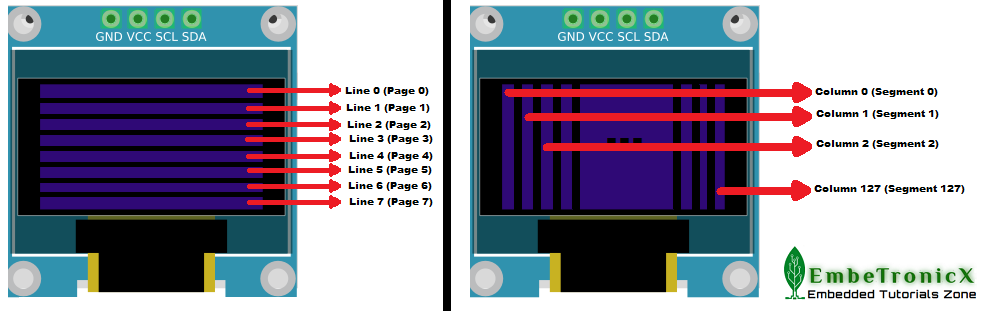 GND VCC SCL SDA
Line 0 (Page 0)
Line 1 (Page 1)
Line 2 (Page 2)
Line 3 (Page 3)
Line 4 (Page 4)
Line 5 (Page 5)
Line 6 (Page 6)
Line 7 (Page 7)
GND VCC SCL SDA
Column 0 (Segment 0)
Column 1 (Segment 1)
Column 2 (Segment 2)
Column 127 (Segment 127)
EmbeTronicX
Embedded Tutorials Zone